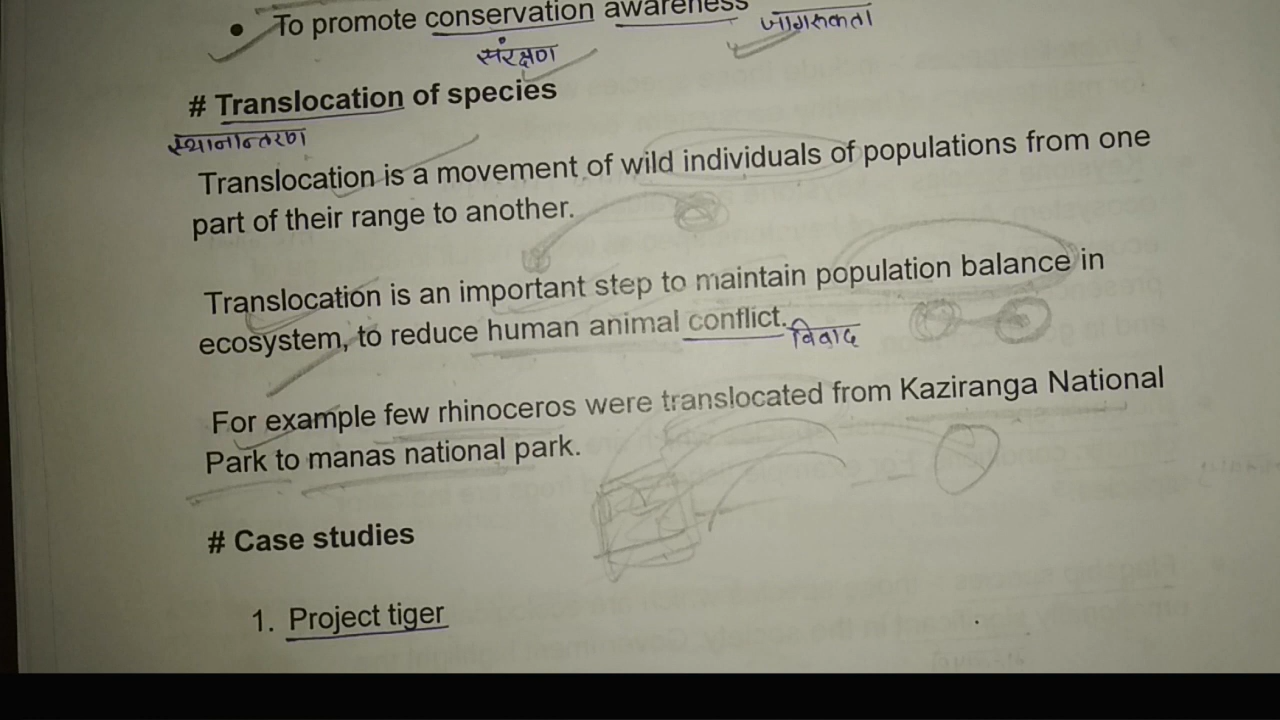 • To promote conservation awareness
जागरूकता
संरक्षण
# Translocation of species
स्थानान्तरण
Translocation is a movement of wild individuals of populations from one
part of their range to another.
Translocation is an important step to maintain population balance in
ecosystem, to reduce human animal conflict.
विवाद
For example few rhinoceros were translocated from Kaziranga National
Park to manas national park.
# Case studies
1. Project tiger